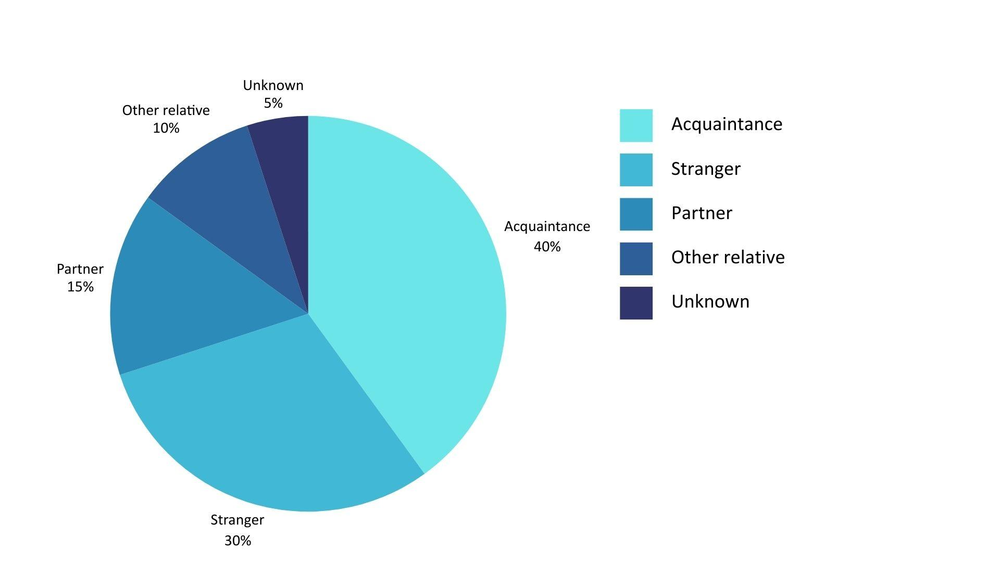 Unknown
5%
Other relative
10%
Acquaintance
40%
Partner
15%
Stranger
30%
Acquaintance
Stranger
Partner
Other relative
Unknown